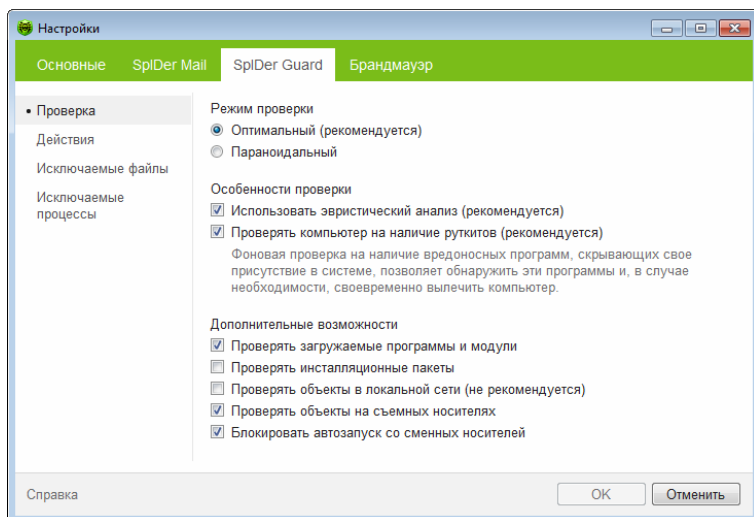 Настройки
Основные
SpIDer Mail
SpIDer Guard
Брандмауэр
Проверка
Действия
Исключаемые файлы
Исключаемые
процессы
Режим проверки
Оптимальный (рекомендуется)
Параноидальный
Особенности проверки
Использовать эвристический анализ (рекомендуется)
Проверять компьютер на наличие руткитов (рекомендуется)
Фоновая проверка на наличие вредоносных программ, скрывающих свое
присутствие в системе, позволяет обнаружить эти программы и, в случае
необходимости, своевременно вылечить компьютер.
Дополнительные возможности
Проверять загружаемые программы и модули
Проверять инсталляционные пакеты
Проверять объекты в локальной сети (не рекомендуется)
Проверять объекты на съемных носителях
Блокировать автозапуск со сменных носителей
Справка
OK
Отменить